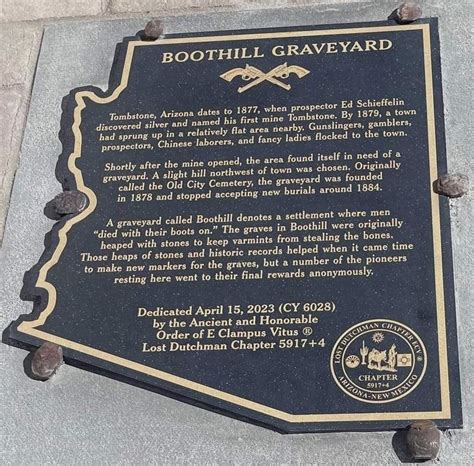 BOOTHILL GRAVEYARD
Tombstone, Arizona dates to 1877, when prospector Ed Schieffelin
discovered silver and named his first mine Tombstone. By 1879, a town
had sprung up in a relatively flat area nearby. Gunslingers, gamblers,
prospectors, Chinese laborers, and fancy ladies flocked to the town.
Shortly after the mine opened, the area found itself in need of a
graveyard. A slight hill northwest of town was chosen. Originally
called the Old City Cemetery, the graveyard was founded
in 1878 and stopped accepting new burials around 1884.
A graveyard called Boothill denotes a settlement where men
“died with their boots on.” The graves in Boothill were originally
heaped with stones to keep varmints from stealing the bones.
Those heaps of stones and historic records helped when it came time
to make new markers for the graves, but a number of the pioneers
resting here went to their final rewards anonymously.
Dedicated April 15, 2023 (CY 6028)
by the Ancient and Honorable
Order of E Clampus Vitus ®
Lost Dutchman Chapter 5917+4
LOST DUTCHMAN CHAPTER ECV
CHAPTER
5917+4
ARIZONA-NEW MEXICO